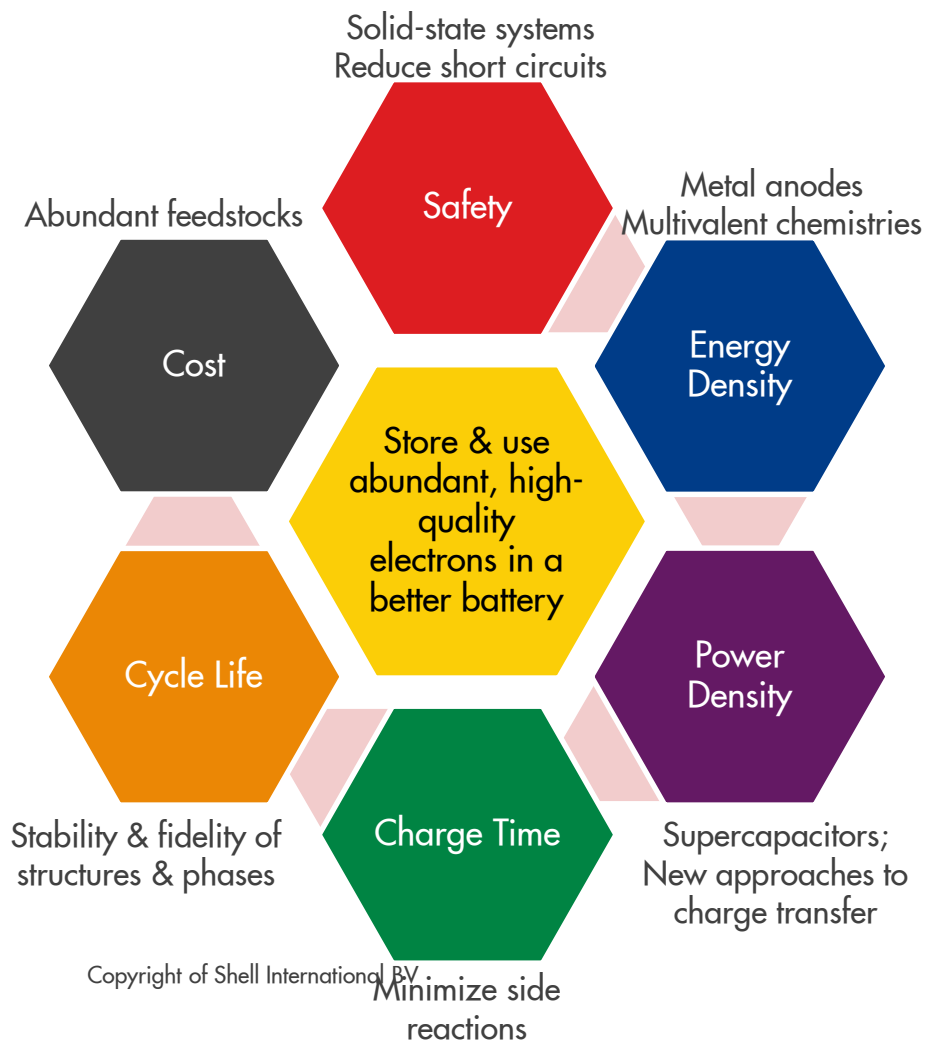 Solid-state systems
Reduce short circuits
Safety
Metal anodes
Multivalent chemistries
Energy
Density
Abundant feedstocks
Cost
Store & use
abundant, high-
quality
electrons in a
better battery
Cycle Life
Stability & fidelity of
structures & phases
Power
Density
Supercapacitors;
New approaches to
charge transfer
Charge Time
Minimize side
reactions
Copyright of Shell International BV